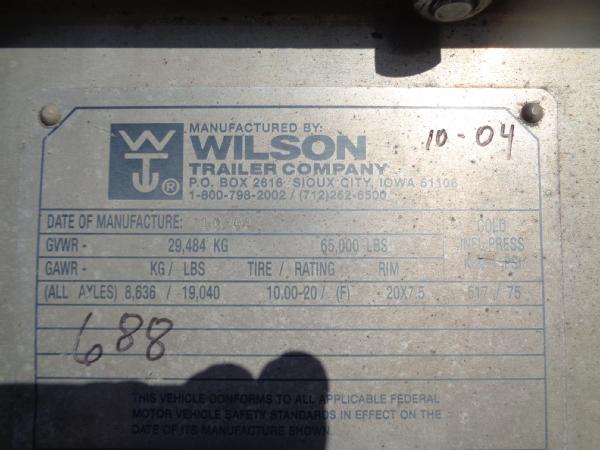 MANUFACTURED BY:
WILSON 10-04
TRAILER COMPANY
P.O. BOX 2616 SIOUX CITY, IOWA 51106
1-800-798-2002 / (712)252-6500
DATE OF MANUFACTURE: COLD
GVWR - 29,484 KG 65,000 LBS INFL PRESS
GAWR - KG / LBS TIRE / RATING RIM PSI
(ALL AXLES) 8,636 / 19,040 10.00-20 / (F) 20X7.5 517 / 75
688
THIS VEHICLE CONFORMS TO ALL APPLICABLE FEDERAL
MOTOR VEHICLE SAFETY STANDARDS IN EFFECT ON THE
DATE OF ITS MANUFACTURE SHOWN.